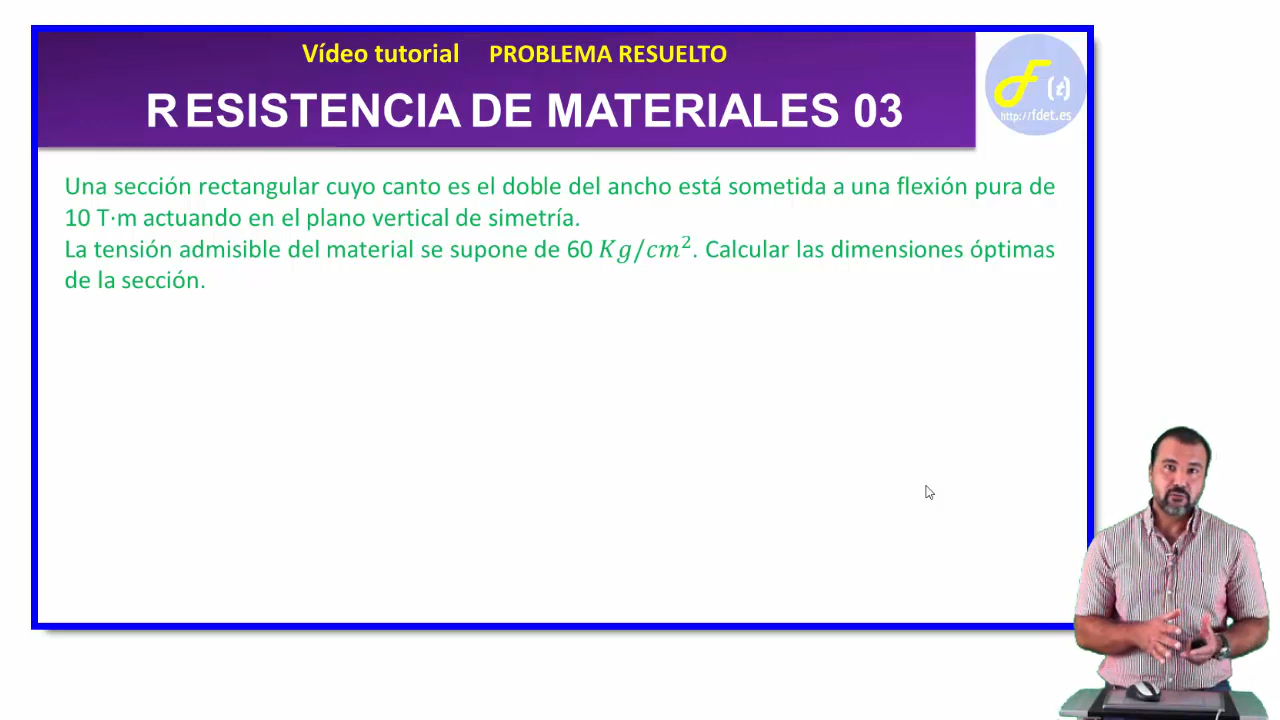 Vídeo tutorial PROBLEMA RESUELTO
RESISTENCIA DE MATERIALES 03
F(t)
http://fdet.es
Una sección rectangular cuyo canto es el doble del ancho está sometida a una flexión pura de
10 T·m actuando en el plano vertical de simetría.
La tensión admisible del material se supone de 60 Kg/cm². Calcular las dimensiones óptimas
de la sección.